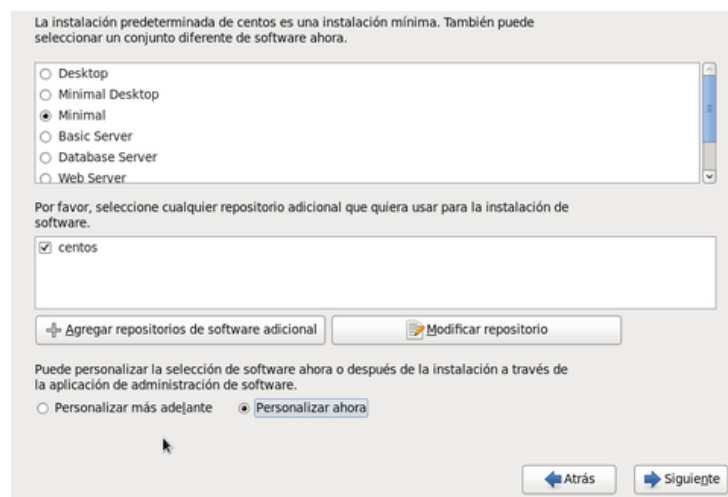 La instalación predeterminada de centos es una instalación mínima. También puede
seleccionar un conjunto diferente de software ahora.
Desktop
Minimal Desktop
Minimal
Basic Server
Database Server
Web Server
Por favor, seleccione cualquier repositorio adicional que quiera usar para la instalación de
software.
centos
Agregar repositorios de software adicional
Modificar repositorio
Puede personalizar la selección de software ahora o después de la instalación a través de
la aplicación de administración de software.
Personalizar más adelante
Personalizar ahora
Atrás
Siguiente